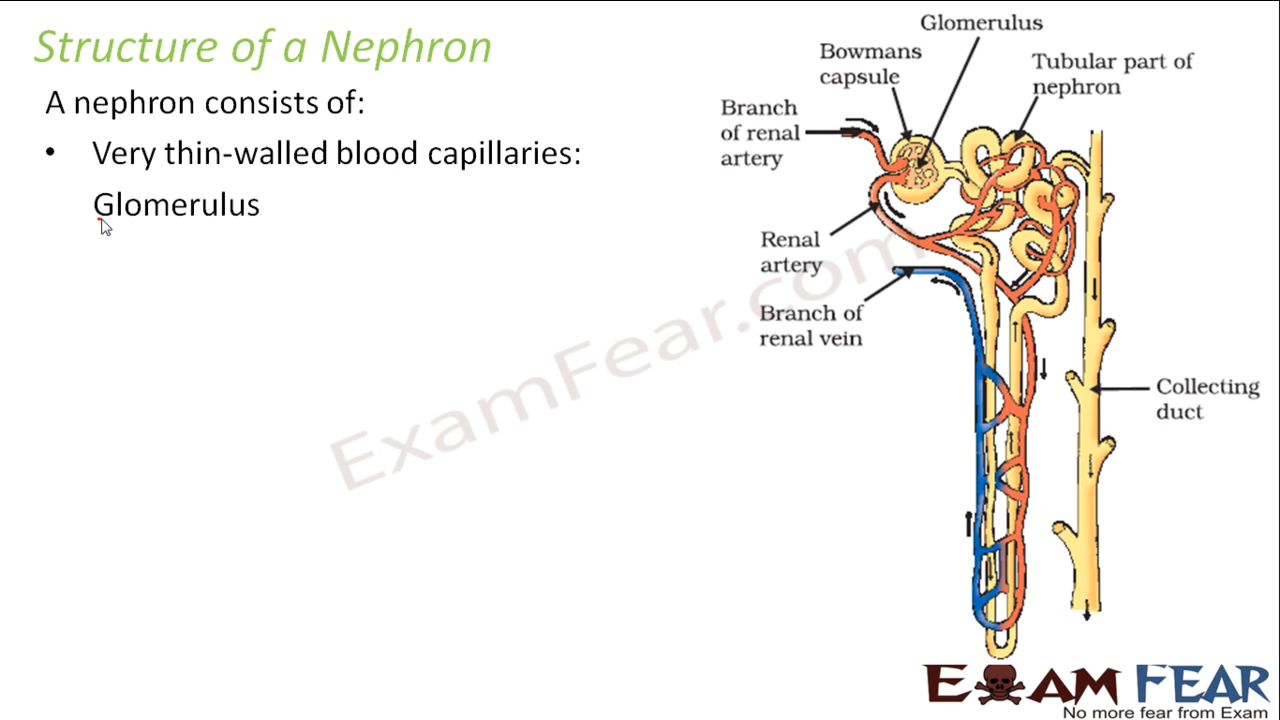 Structure of a Nephron
A nephron consists of:
• Very thin-walled blood capillaries:
Glomerulus
Glomerulus
Bowmans
capsule
Tubular part of
nephron
Branch
of renal
artery
Renal
artery
Branch of
renal vein
Collecting
duct
ExamFear.com
EXAM FEAR
No more fear from Exam